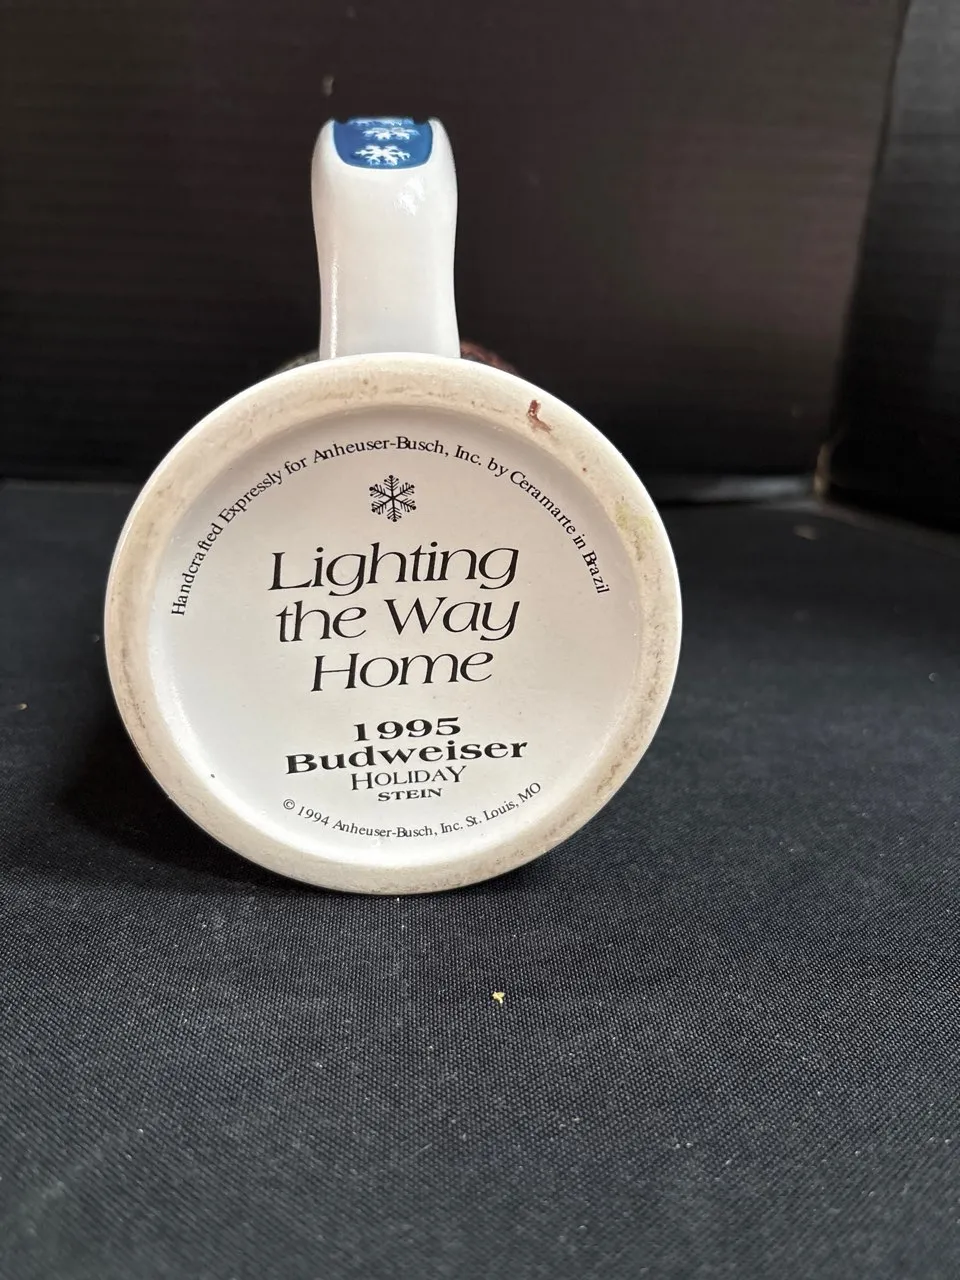 Handcrafted Expressly for Anheuser-Busch, Inc. by Ceramarte in Brazil
Lighting
the Way
Home
1995
Budweiser
HOLIDAY
STEIN
© 1994 Anheuser-Busch, Inc. St. Louis, MO